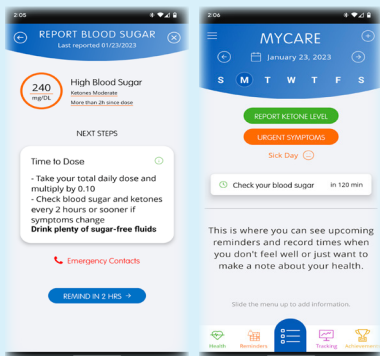 2:05
REPORT BLOOD SUGAR
Last reported 01/23/2023
240
mg/DL
High Blood Sugar
Ketones Moderate
More than 2h since dose
NEXT STEPS
Time to Dose
- Take your total daily dose and
multiply by 0.10
- Check blood sugar and ketones
every 2 hours or sooner if
symptoms change
Drink plenty of sugar-free fluids
Emergency Contacts
REMIND IN 2 HRS
2:06
MYCARE
January 23, 2023
S M T W T F S
REPORT KETONE LEVEL
URGENT SYMPTOMS
Sick Day
Check your blood sugar in 120 min
This is where you can see upcoming
reminders and record times when
you don't feel well or just want to
make a note about your health.
Slide the menu up to add information.
Health Reminders Tracking Achievements